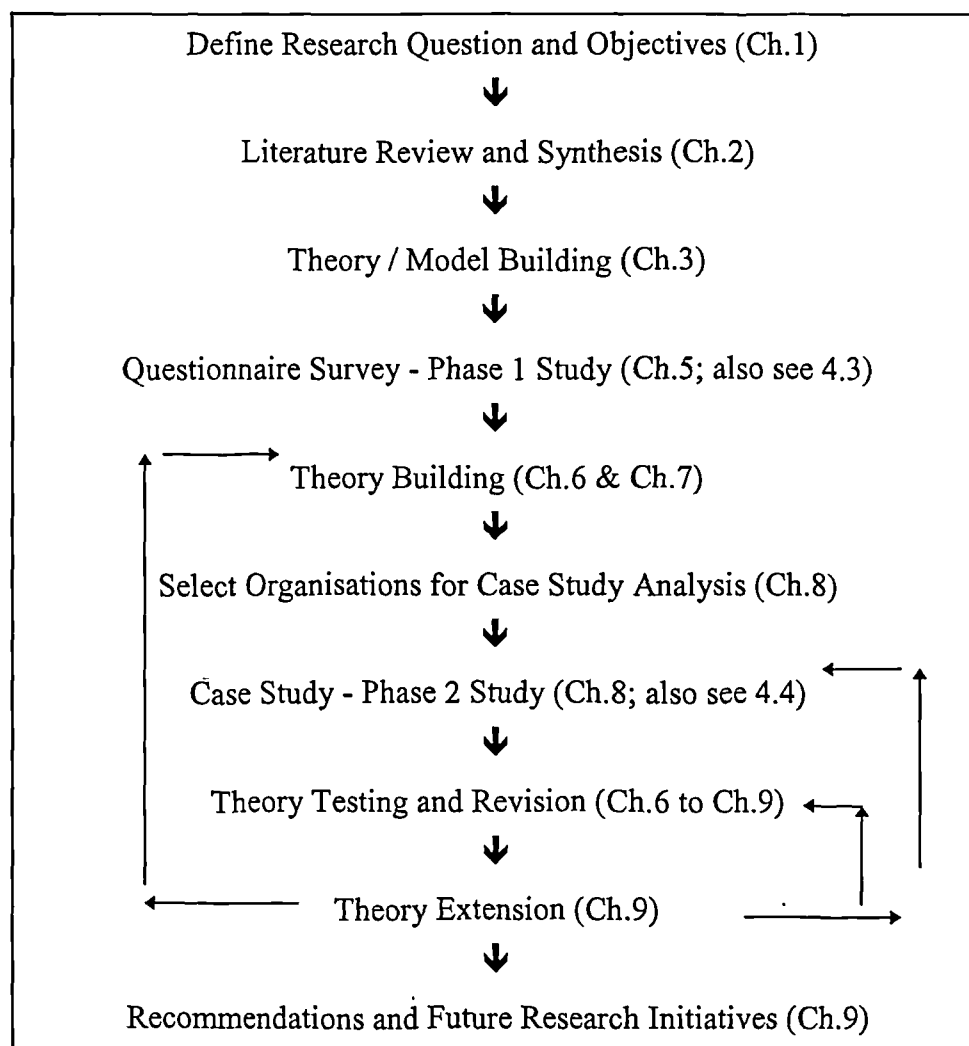 Define Research Question and Objectives (Ch.1)
Literature Review and Synthesis (Ch.2)
Theory / Model Building (Ch.3)
Questionnaire Survey - Phase 1 Study (Ch.5; also see 4.3)
Theory Building (Ch.6 & Ch.7)
Select Organisations for Case Study Analysis (Ch.8)
Case Study - Phase 2 Study (Ch.8; also see 4.4)
Theory Testing and Revision (Ch.6 to Ch.9)
Theory Extension (Ch.9)
Recommendations and Future Research Initiatives (Ch.9)